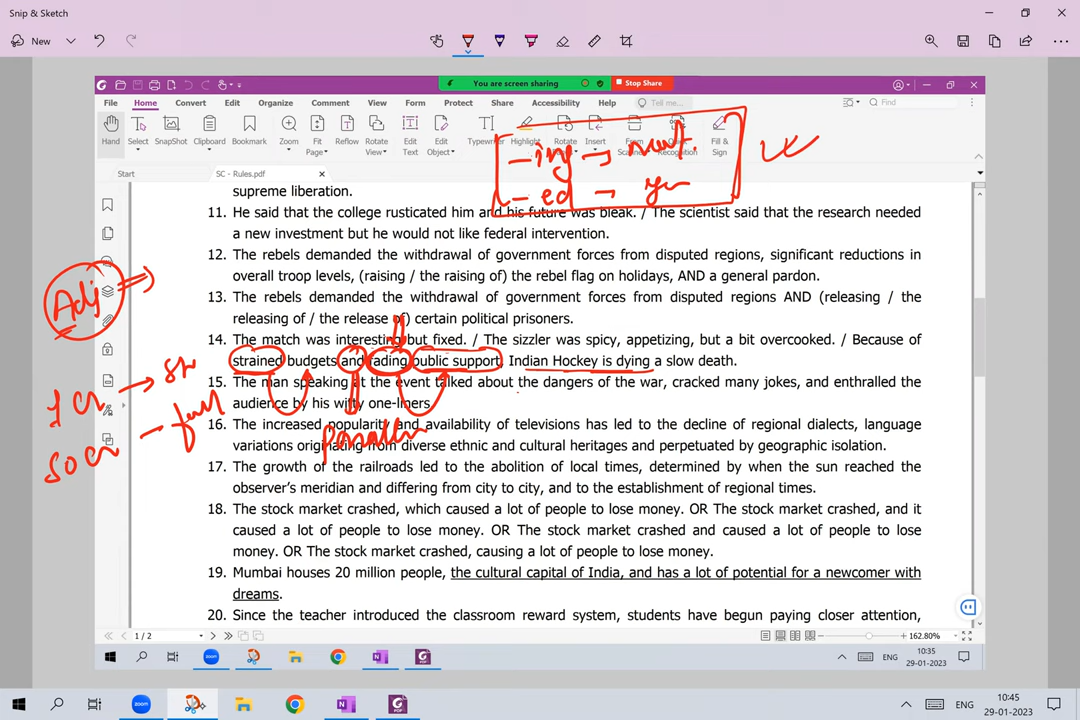 Snip & Sketch
New
You are screen sharing
Stop Share
File Home Convert Edit Organize Comment View Form Protect Share Accessibility Help Tell me... Find
Hand Select SnapShot Clipboard Bookmark Zoom Fit Page Reflow Rotate View Edit Text Edit Object Typewriter Highlight Rotate Insert From Recognition Fill & Sign
-ing → neut.
-ed →
Start SC - Rules.pdf
supreme liberation.
11. He said that the college rusticated him and his future was bleak. / The scientist said that the research needed
a new investment but he would not like federal intervention.
12. The rebels demanded the withdrawal of government forces from disputed regions, significant reductions in
overall troop levels, (raising / the raising of) the rebel flag on holidays, AND a general pardon.
Adj
13. The rebels demanded the withdrawal of government forces from disputed regions AND (releasing / the
releasing of / the release of) certain political prisoners.
14. The match was interesting but fixed. / The sizzler was spicy, appetizing, but a bit overcooked. / Because of
strained budgets and fading public support, Indian Hockey is dying a slow death.
15. The man speaking at the event talked about the dangers of the war, cracked many jokes, and enthralled the
audience by his witty one-liners.
1 Cr →
50 Cr -
parallel
16. The increased popularity and availability of televisions has led to the decline of regional dialects, language
variations originating from diverse ethnic and cultural heritages and perpetuated by geographic isolation.
17. The growth of the railroads led to the abolition of local times, determined by when the sun reached the
observer's meridian and differing from city to city, and to the establishment of regional times.
18. The stock market crashed, which caused a lot of people to lose money. OR The stock market crashed, and it
caused a lot of people to lose money. OR The stock market crashed and caused a lot of people to lose
money. OR The stock market crashed, causing a lot of people to lose money.
19. Mumbai houses 20 million people, the cultural capital of India, and has a lot of potential for a newcomer with
dreams.
20. Since the teacher introduced the classroom reward system, students have begun paying closer attention,
1 / 2 162.80%
ENG 10:35
29-01-2023
ENG 10:45
29-01-2023